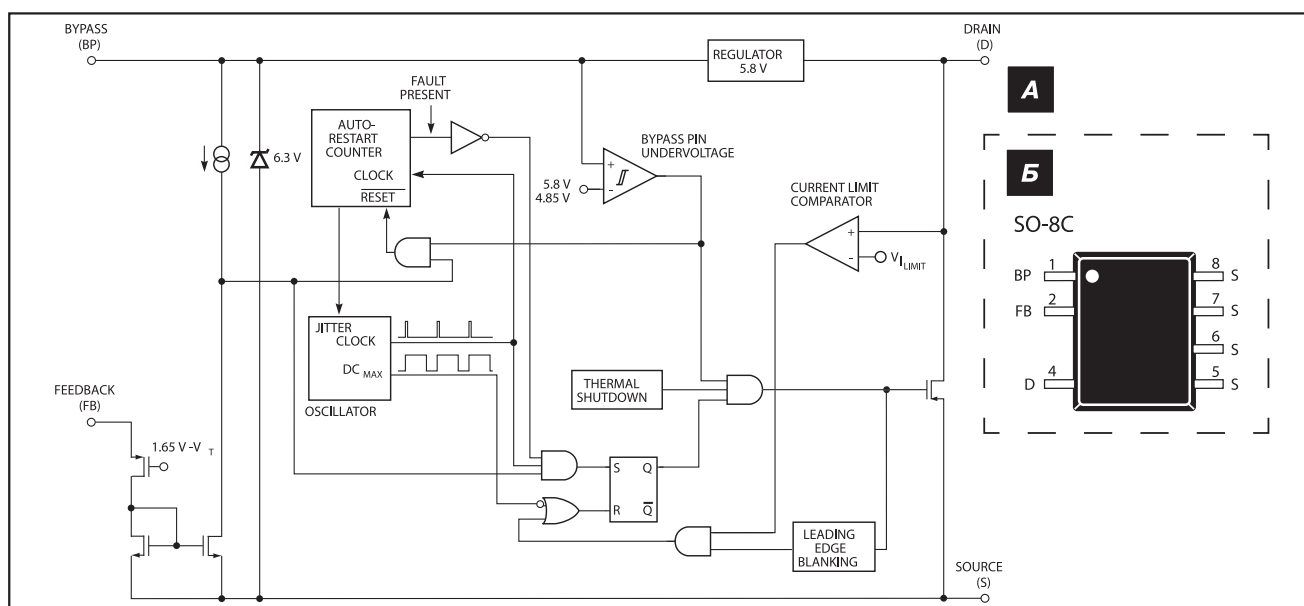 BYPASS
(BP)
DRAIN
(D)
REGULATOR
5.8 V
А
FAULT
PRESENT
AUTO-
RESTART
COUNTER
CLOCK
RESET
6.3 V
BYPASS PIN
UNDERVOLTAGE
+
-
5.8 V
4.85 V
CURRENT LIMIT
COMPARATOR
+
-
VILIMIT
Б
SO-8C
BP 1
FB 2
D 4
8 S
7 S
6 S
5 S
JITTER
CLOCK
DC MAX
OSCILLATOR
THERMAL
SHUTDOWN
FEEDBACK
(FB)
1.65 V -V T
S Q
R Q
LEADING
EDGE
BLANKING
SOURCE
(S)